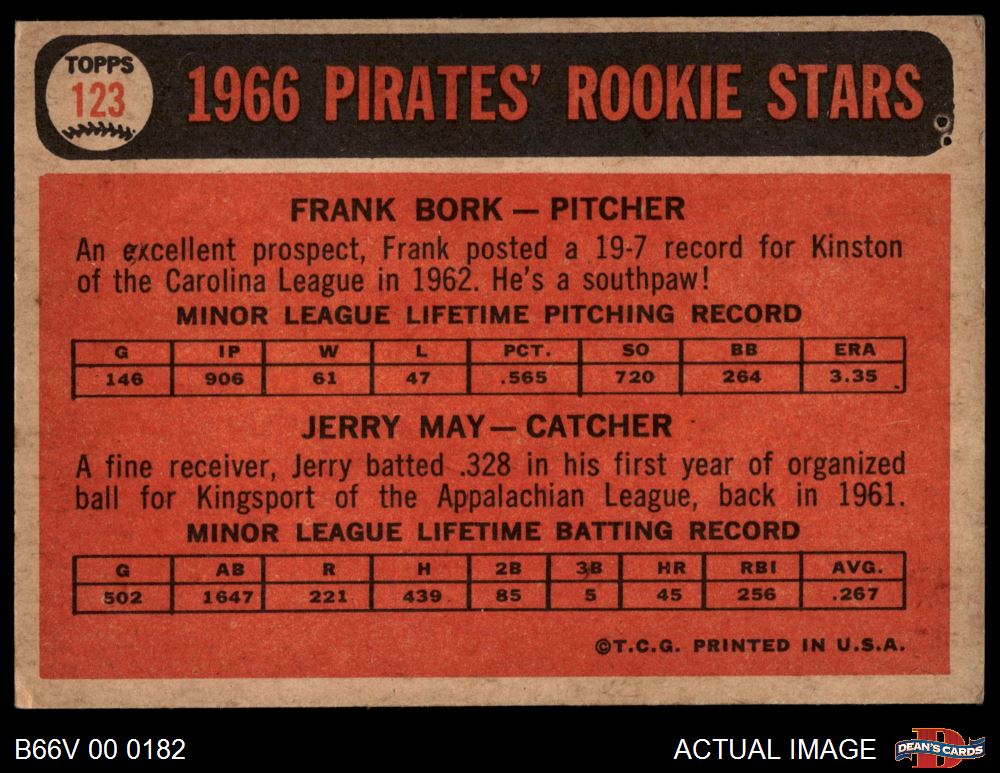 TOPPS
123
1966 PIRATES' ROOKIE STARS
FRANK BORK — PITCHER
An excellent prospect, Frank posted a 19-7 record for Kinston
of the Carolina League in 1962. He's a southpaw!
MINOR LEAGUE LIFETIME PITCHING RECORD
G IP W L PCT. SO BB ERA
146 906 61 47 .565 720 264 3.35
JERRY MAY — CATCHER
A fine receiver, Jerry batted .328 in his first year of organized
ball for Kingsport of the Appalachian League, back in 1961.
MINOR LEAGUE LIFETIME BATTING RECORD
G AB R H 2B 3B HR RBI AVG.
502 1647 221 439 85 5 45 256 .267
©T.C.G. PRINTED IN U.S.A.
B66V 00 0182
ACTUAL IMAGE
D
DEAN'S CARDS